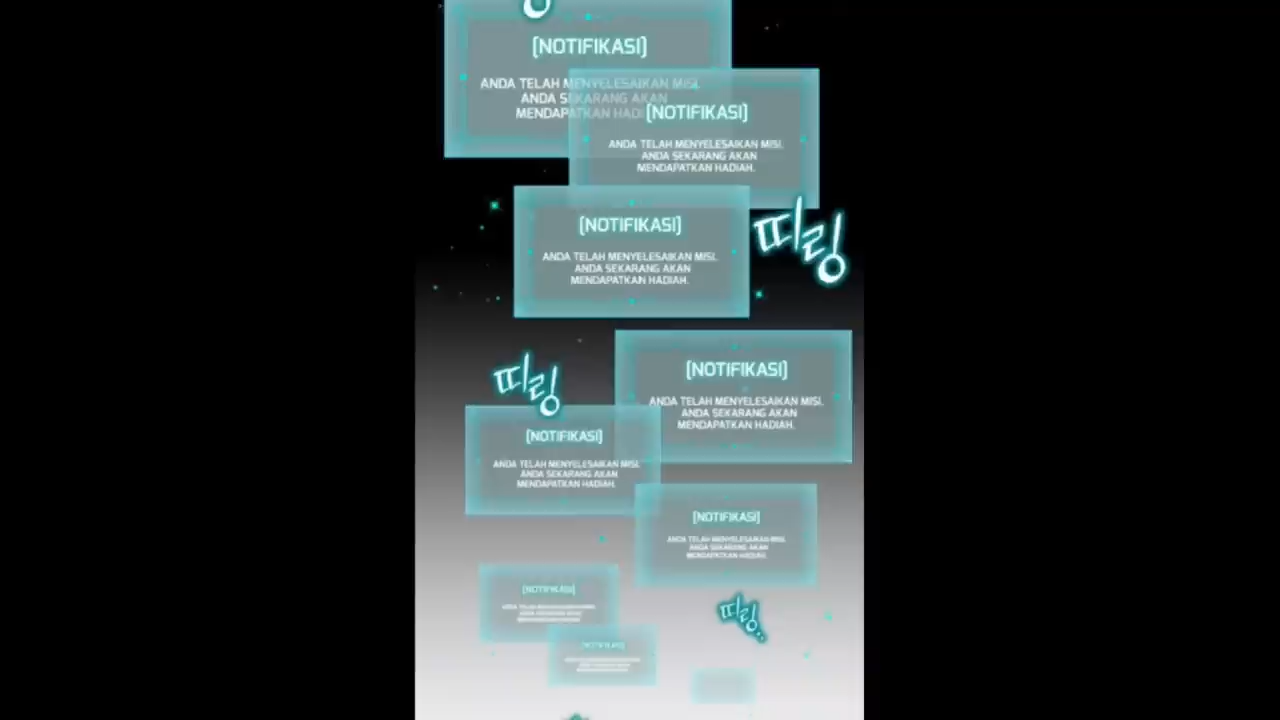 [NOTIFIKASI]
ANDA TELAH MENYELESAIKAN MISI.
ANDA SEKARANG AKAN
MENDAPATKAN HADI
[NOTIFIKASI]
ANDA TELAH MENYELESAIKAN MISI.
ANDA SEKARANG AKAN
MENDAPATKAN HADIAH.
띠링
[NOTIFIKASI]
ANDA TELAH MENYELESAIKAN MISI.
ANDA SEKARANG AKAN
MENDAPATKAN HADIAH.
[NOTIFIKASI]
ANDA TELAH MENYELESAIKAN MISI.
ANDA SEKARANG AKAN
MENDAPATKAN HADIAH.
띠링
[NOTIFIKASI]
ANDA TELAH MENYELESAIKAN MISI.
ANDA SEKARANG AKAN
MENDAPATKAN HADIAH.
[NOTIFIKASI]
ANDA TELAH MENYELESAIKAN MISI.
ANDA SEKARANG AKAN
MENDAPATKAN HADIAH.
[NOTIFIKASI]
띠링..
[NOTIFIKASI]